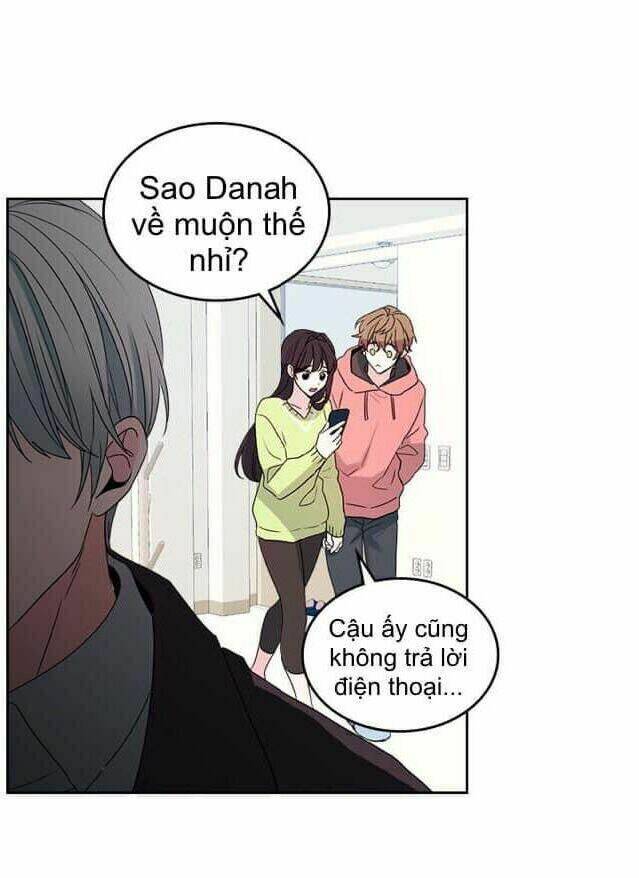 Sao Danah
về muộn thế
nhỉ?
Cậu ấy cũng
không trả lời
điện thoại...